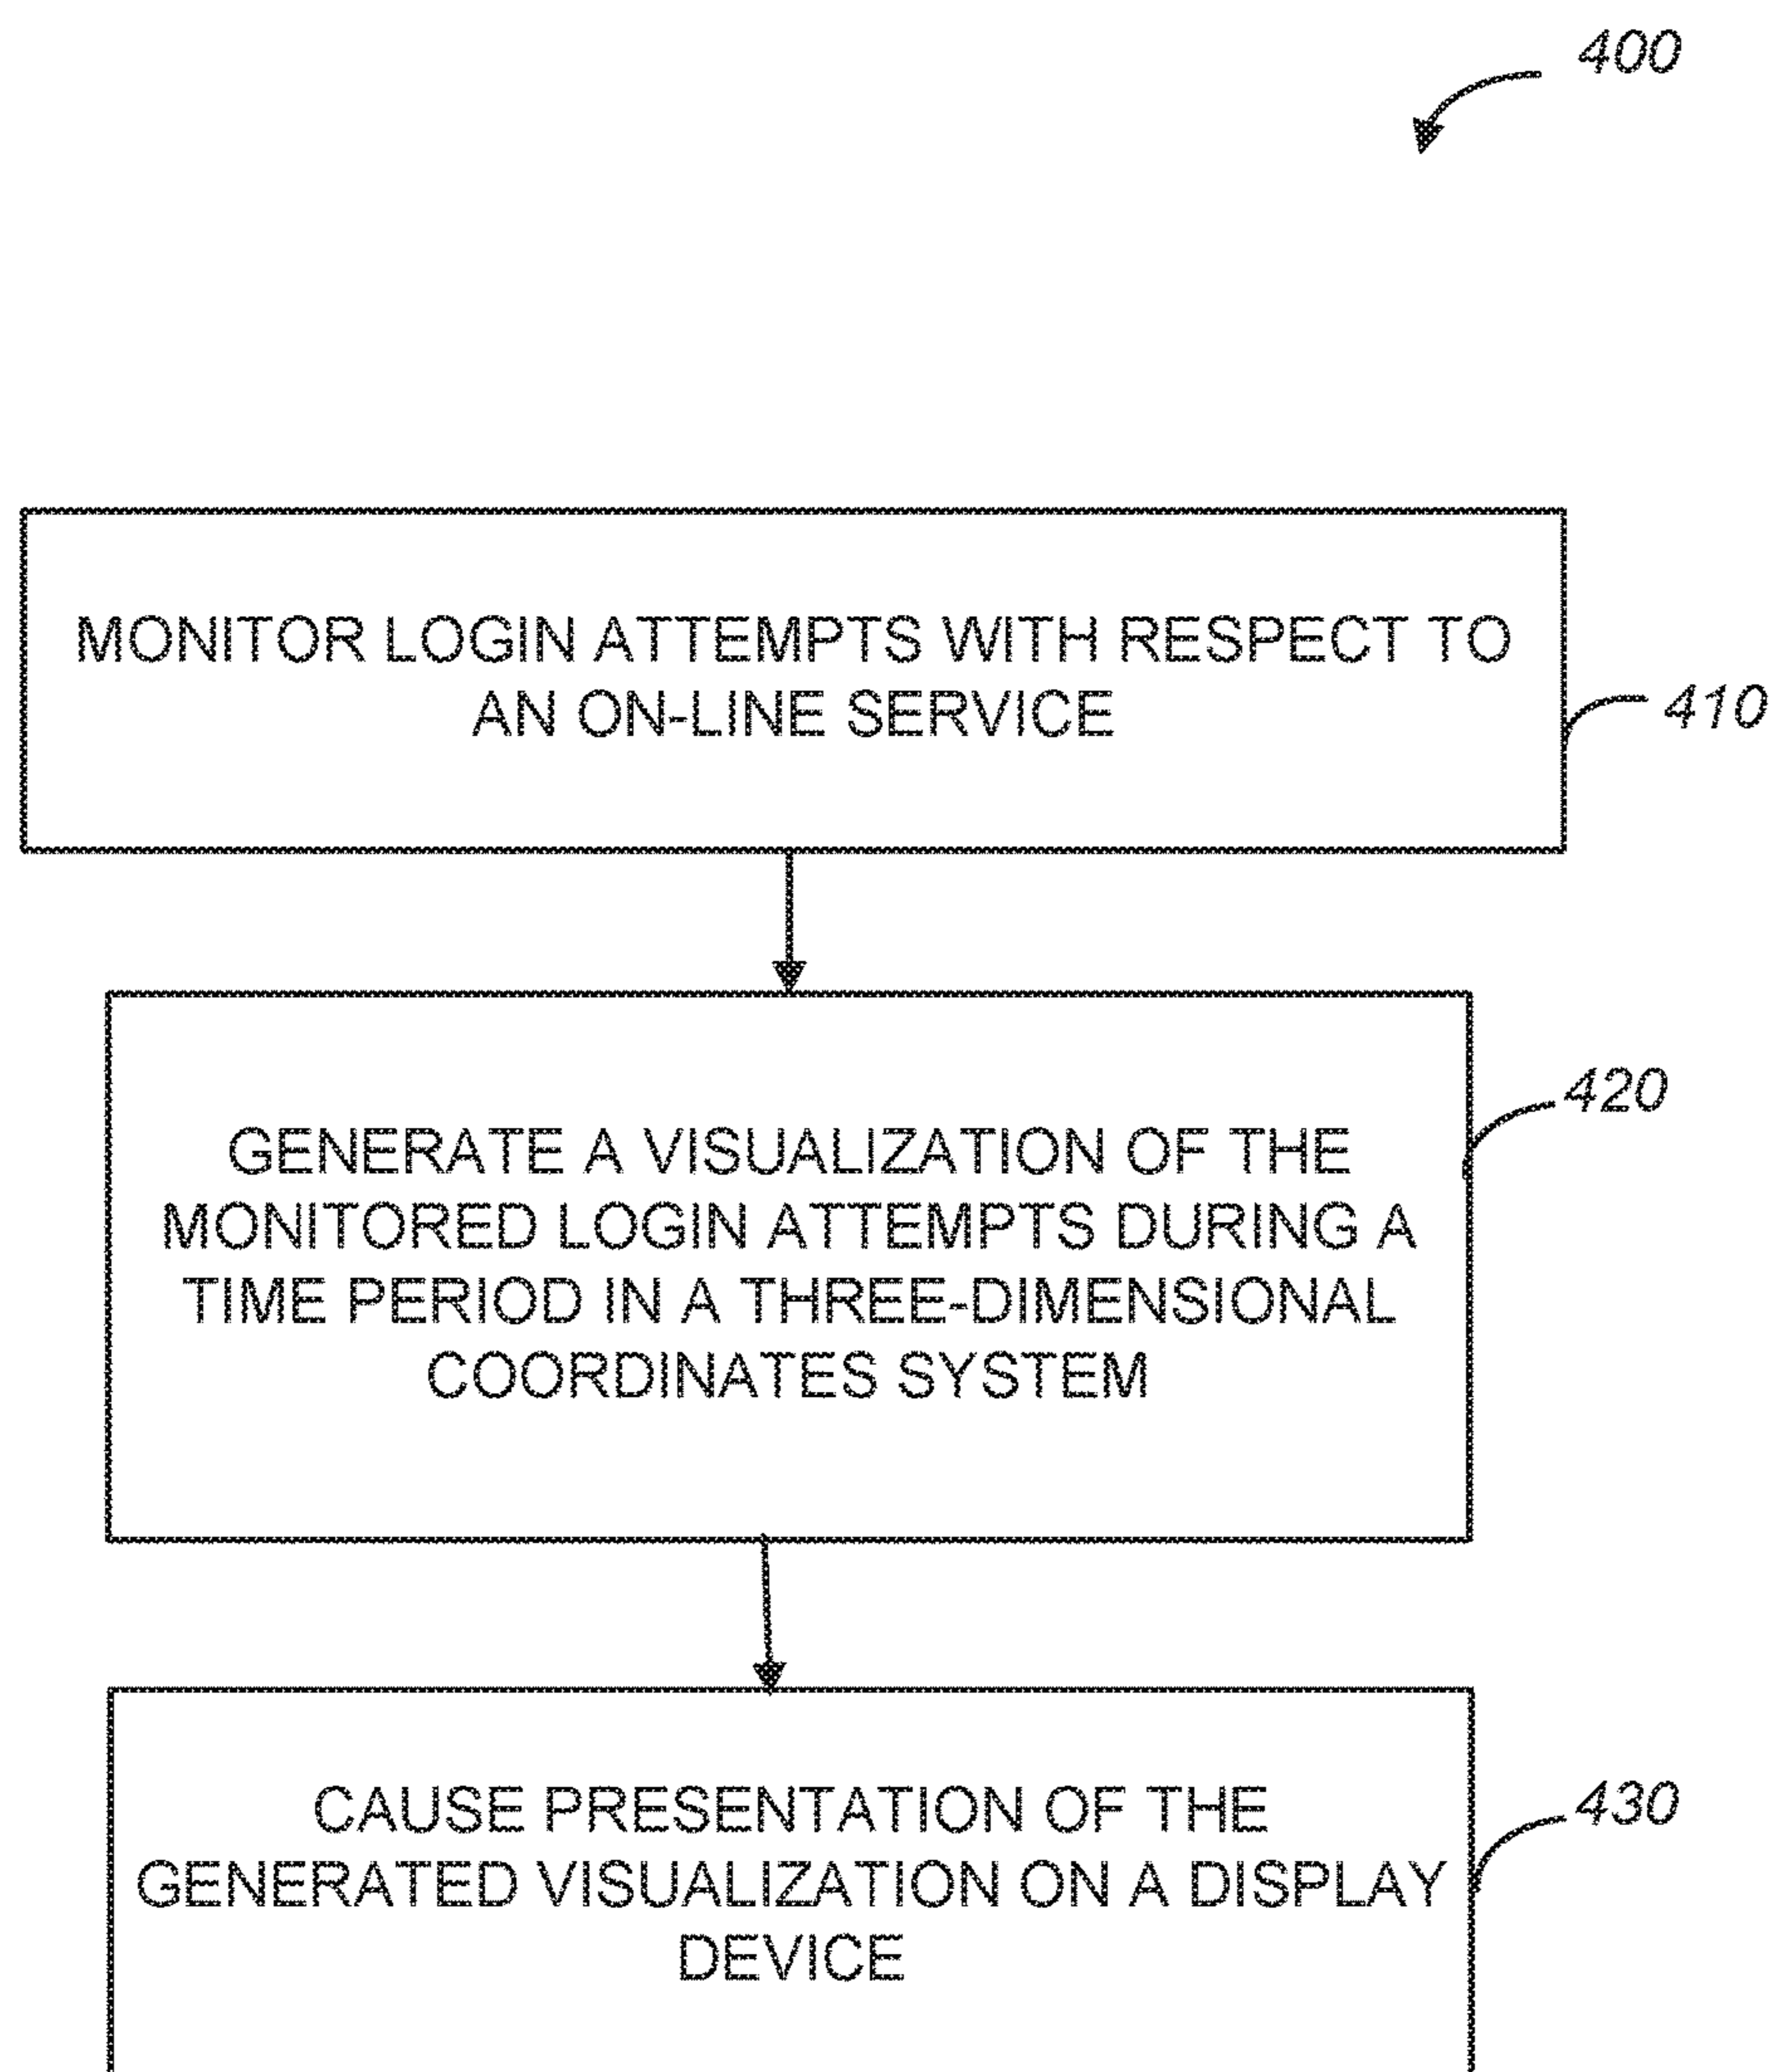 400
MONITOR LOGIN ATTEMPTS WITH RESPECT TO
AN ON-LINE SERVICE
410
GENERATE A VISUALIZATION OF THE
MONITORED LOGIN ATTEMPTS DURING A
TIME PERIOD IN A THREE-DIMENSIONAL
COORDINATES SYSTEM
420
CAUSE PRESENTATION OF THE
GENERATED VISUALIZATION ON A DISPLAY
DEVICE
430